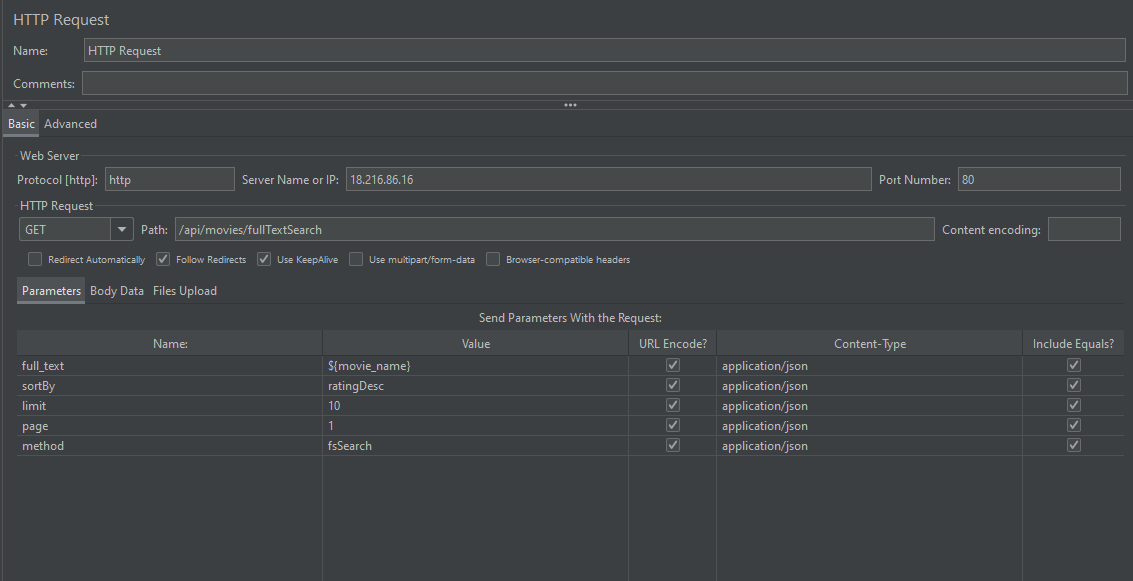 HTTP Request
Name: HTTP Request
Comments:
Basic Advanced
Web Server
Protocol [http]: http Server Name or IP: 18.216.86.16 Port Number: 80
HTTP Request
GET Path: /api/movies/fullTextSearch Content encoding:
Redirect Automatically Follow Redirects Use KeepAlive Use multipart/form-data Browser-compatible headers
Parameters Body Data Files Upload
Send Parameters With the Request:
Name: Value URL Encode? Content-Type Include Equals?
full_text ${movie_name} application/json
sortBy ratingDesc application/json
limit 10 application/json
page 1 application/json
method fsSearch application/json